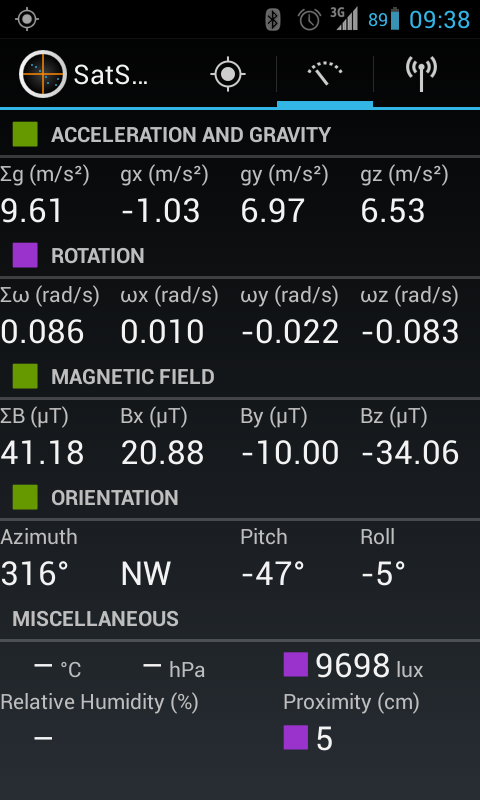 3G 89 09:38
SatS...
ACCELERATION AND GRAVITY
Σg (m/s²) gx (m/s²) gy (m/s²) gz (m/s²)
9.61 -1.03 6.97 6.53
ROTATION
Σω (rad/s) ωx (rad/s) ωy (rad/s) ωz (rad/s)
0.086 0.010 -0.022 -0.083
MAGNETIC FIELD
ΣB (µT) Bx (µT) By (µT) Bz (µT)
41.18 20.88 -10.00 -34.06
ORIENTATION
Azimuth Pitch Roll
316° NW -47° -5°
MISCELLANEOUS
– °C – hPa 9698 lux
Relative Humidity (%) Proximity (cm)
– 5